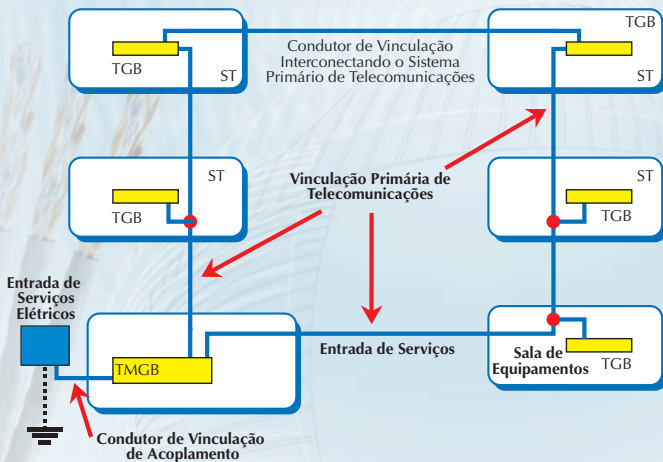 TGB
ST
Condutor de Vinculação
Interconectando o Sistema
Primário de Telecomunicações
TGB
ST
TGB
ST
Vinculação Primária de
Telecomunicações
ST
TGB
Entrada de
Serviços
Elétricos
TMGB
Entrada de Serviços
Sala de
Equipamentos
TGB
Condutor de Vinculação
de Acoplamento